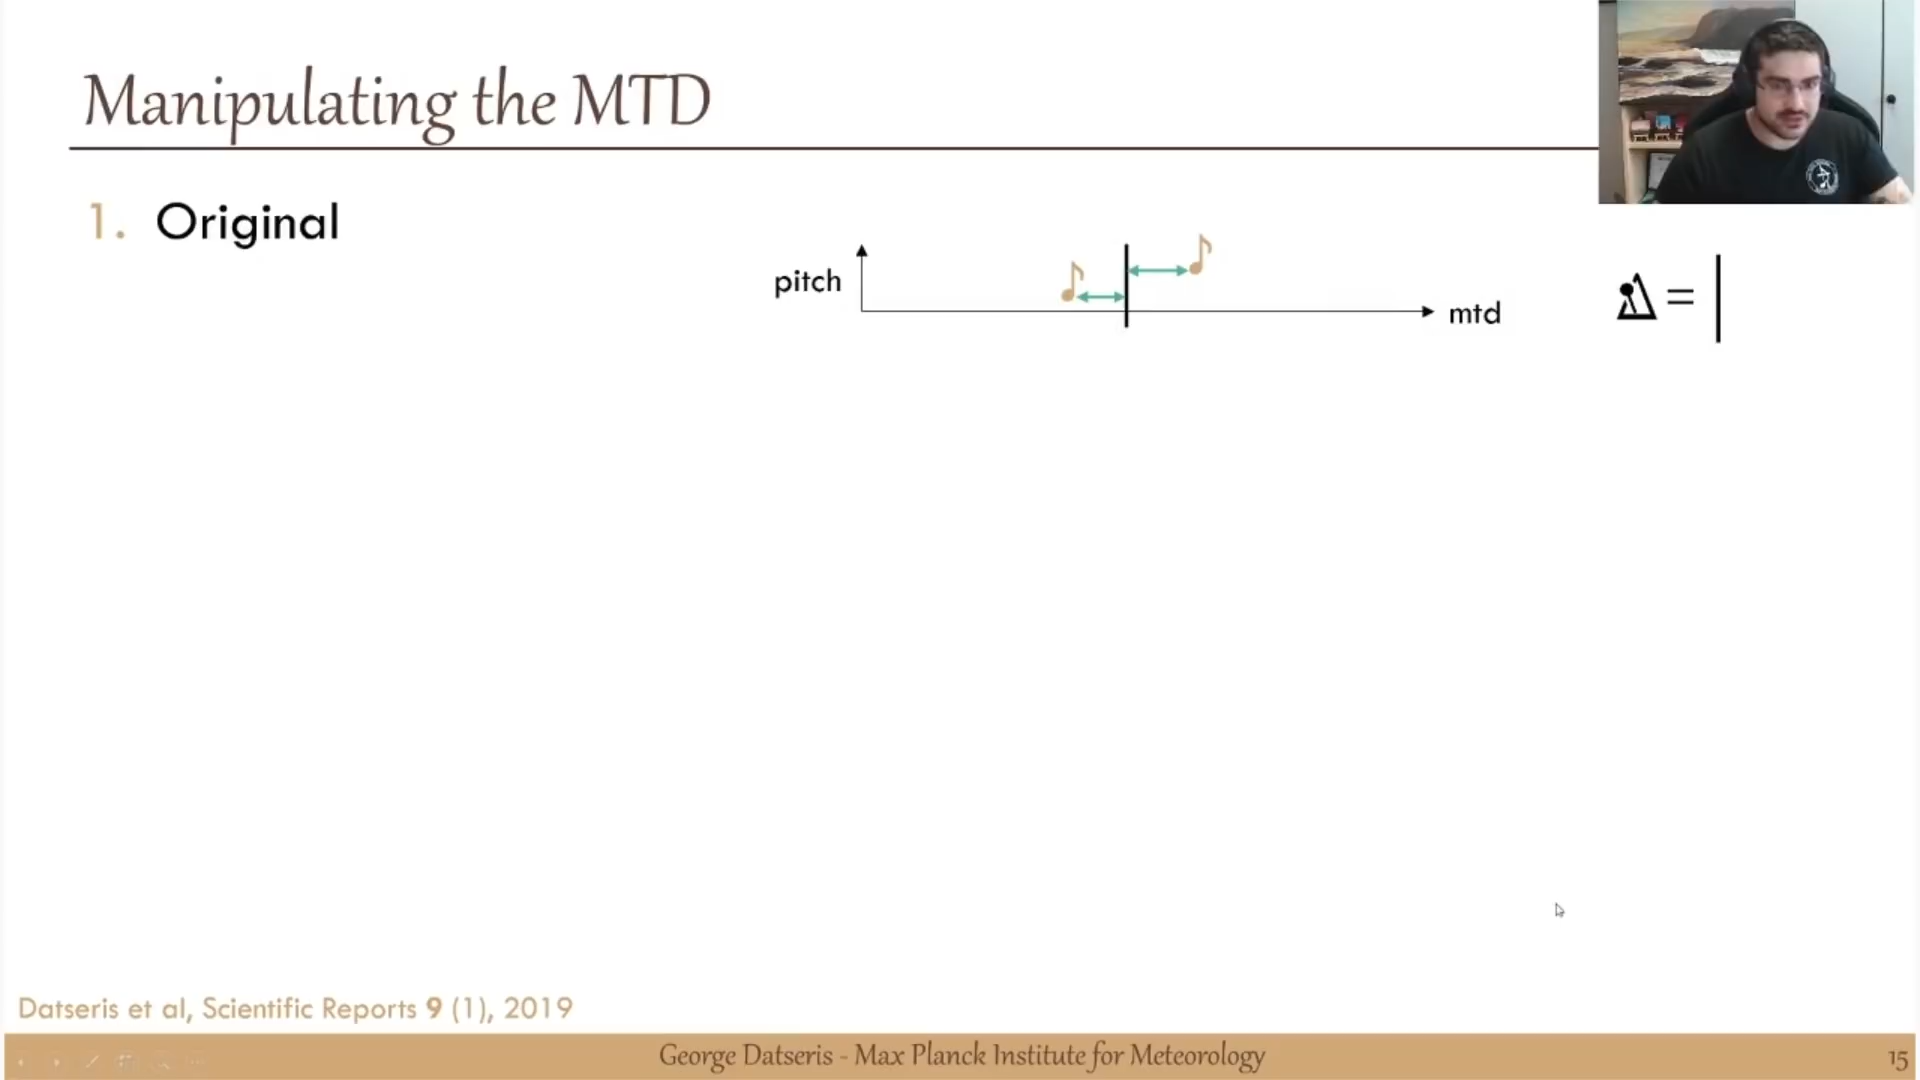 Manipulating the MTD
1. Original
pitch
mtd
=
Datseris et al, Scientific Reports 9 (1), 2019
George Datseris - Max Planck Institute for Meteorology
15